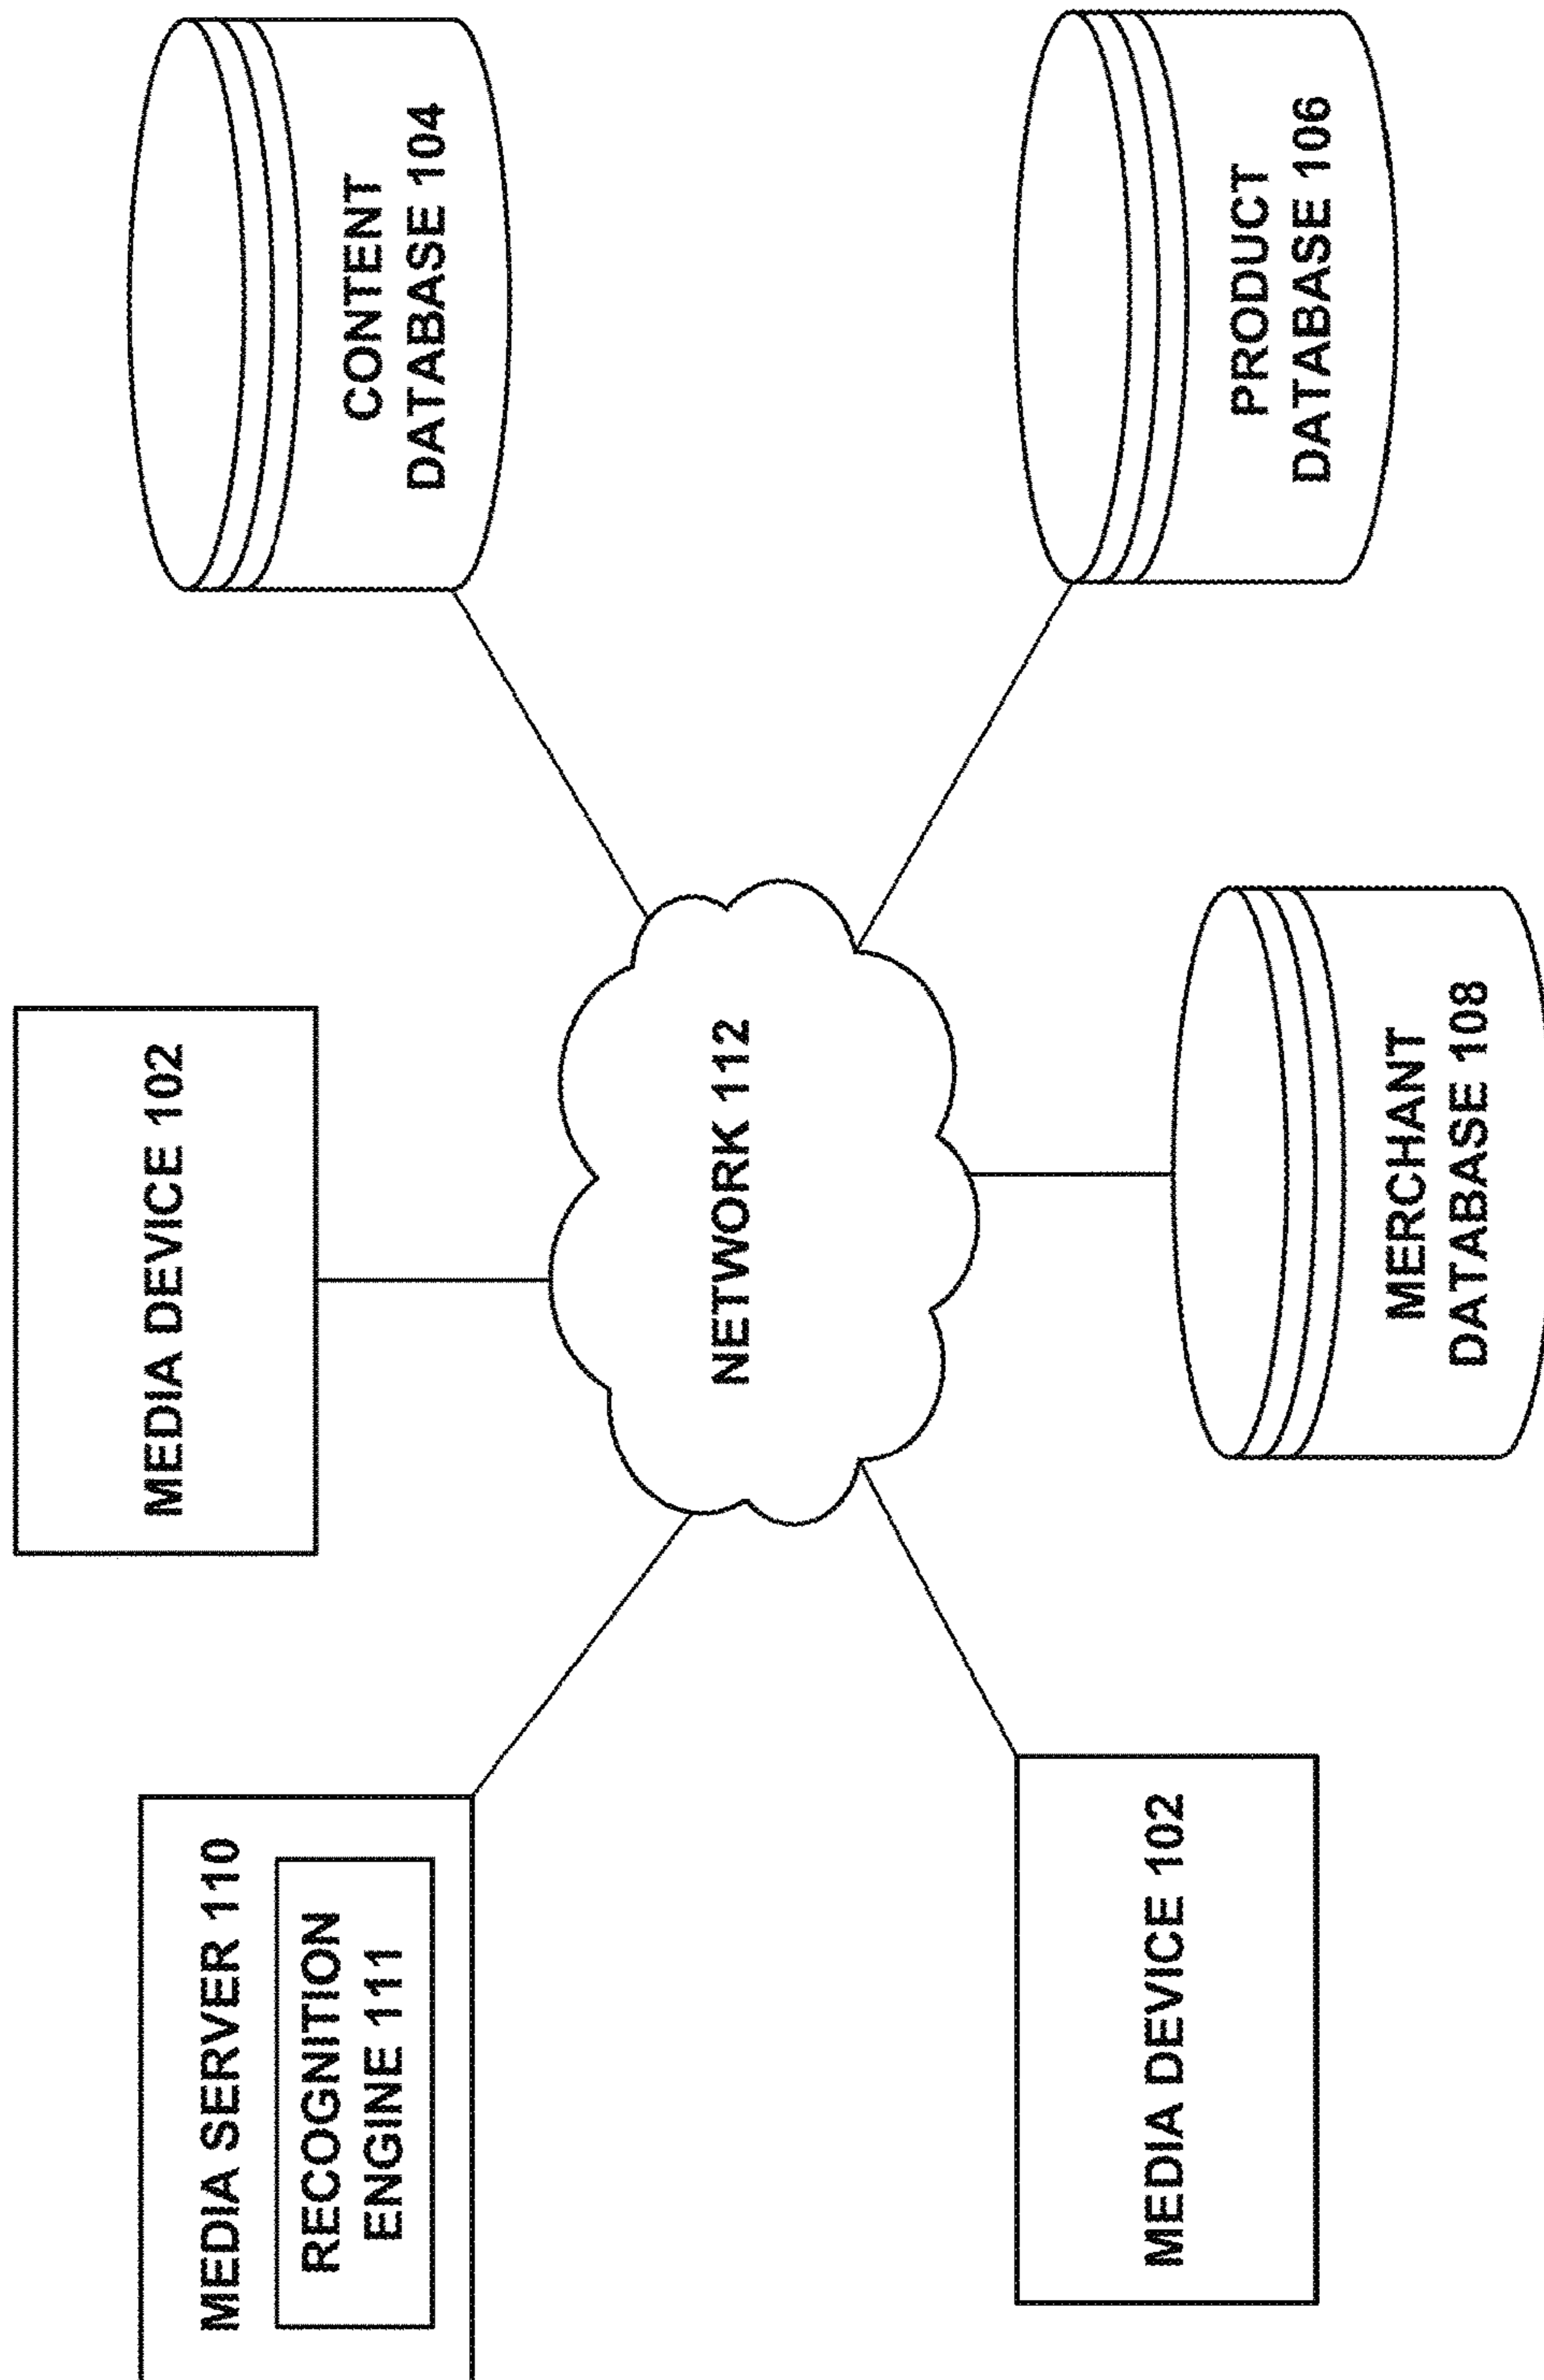 MEDIA SERVER 110
RECOGNITION
ENGINE 111
MEDIA DEVICE 102
CONTENT
DATABASE 104
NETWORK 112
MEDIA DEVICE 102
MERCHANT
DATABASE 108
PRODUCT
DATABASE 106